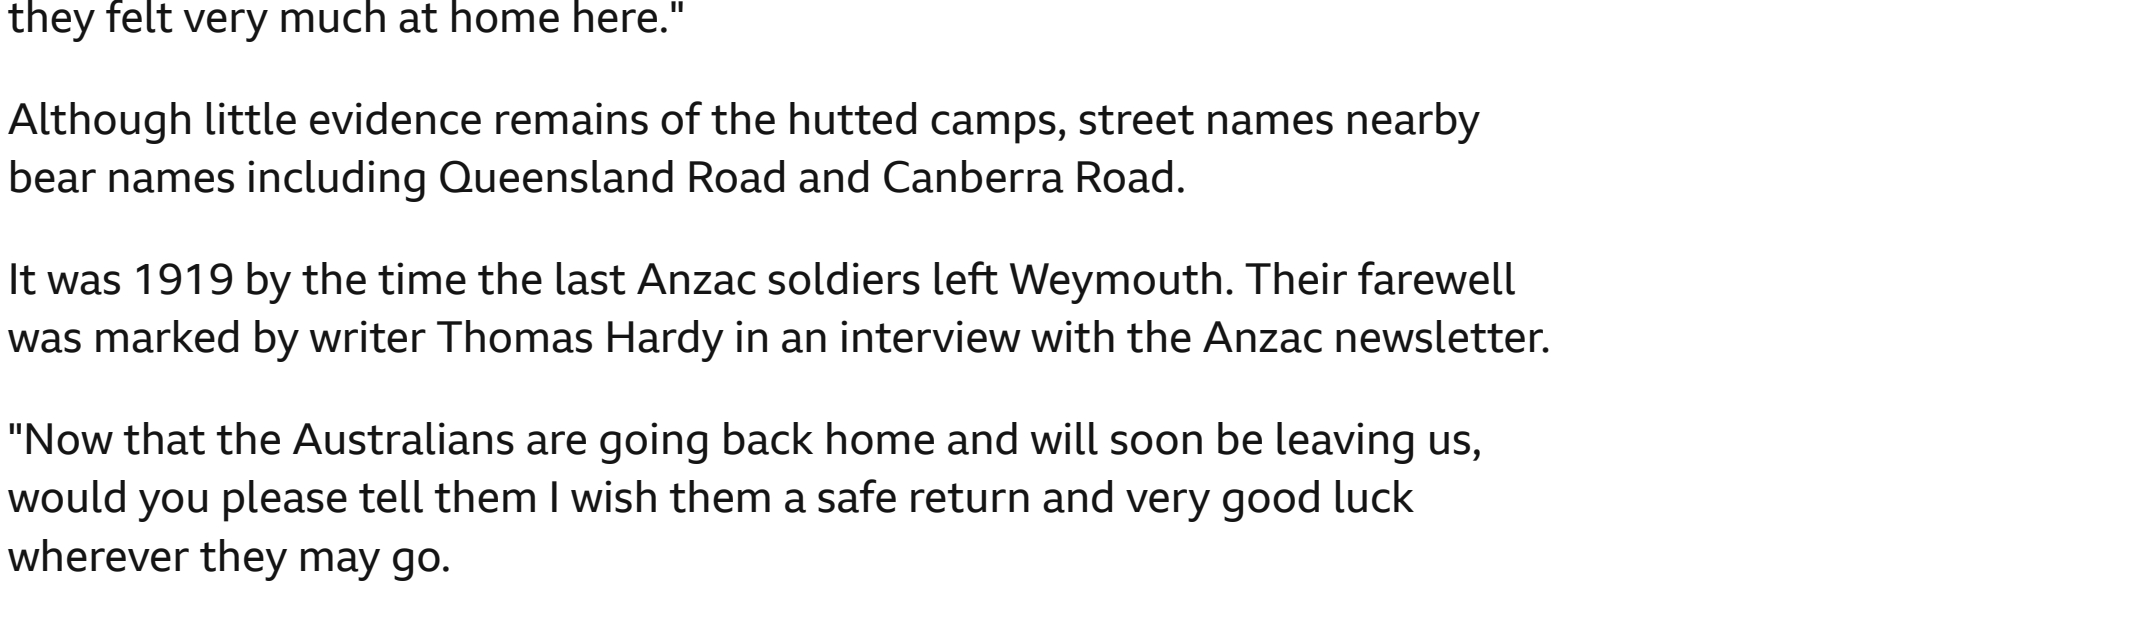 they felt very much at home here."
Although little evidence remains of the hutted camps, street names nearby
bear names including Queensland Road and Canberra Road.
It was 1919 by the time the last Anzac soldiers left Weymouth. Their farewell
was marked by writer Thomas Hardy in an interview with the Anzac newsletter.
"Now that the Australians are going back home and will soon be leaving us,
would you please tell them I wish them a safe return and very good luck
wherever they may go.